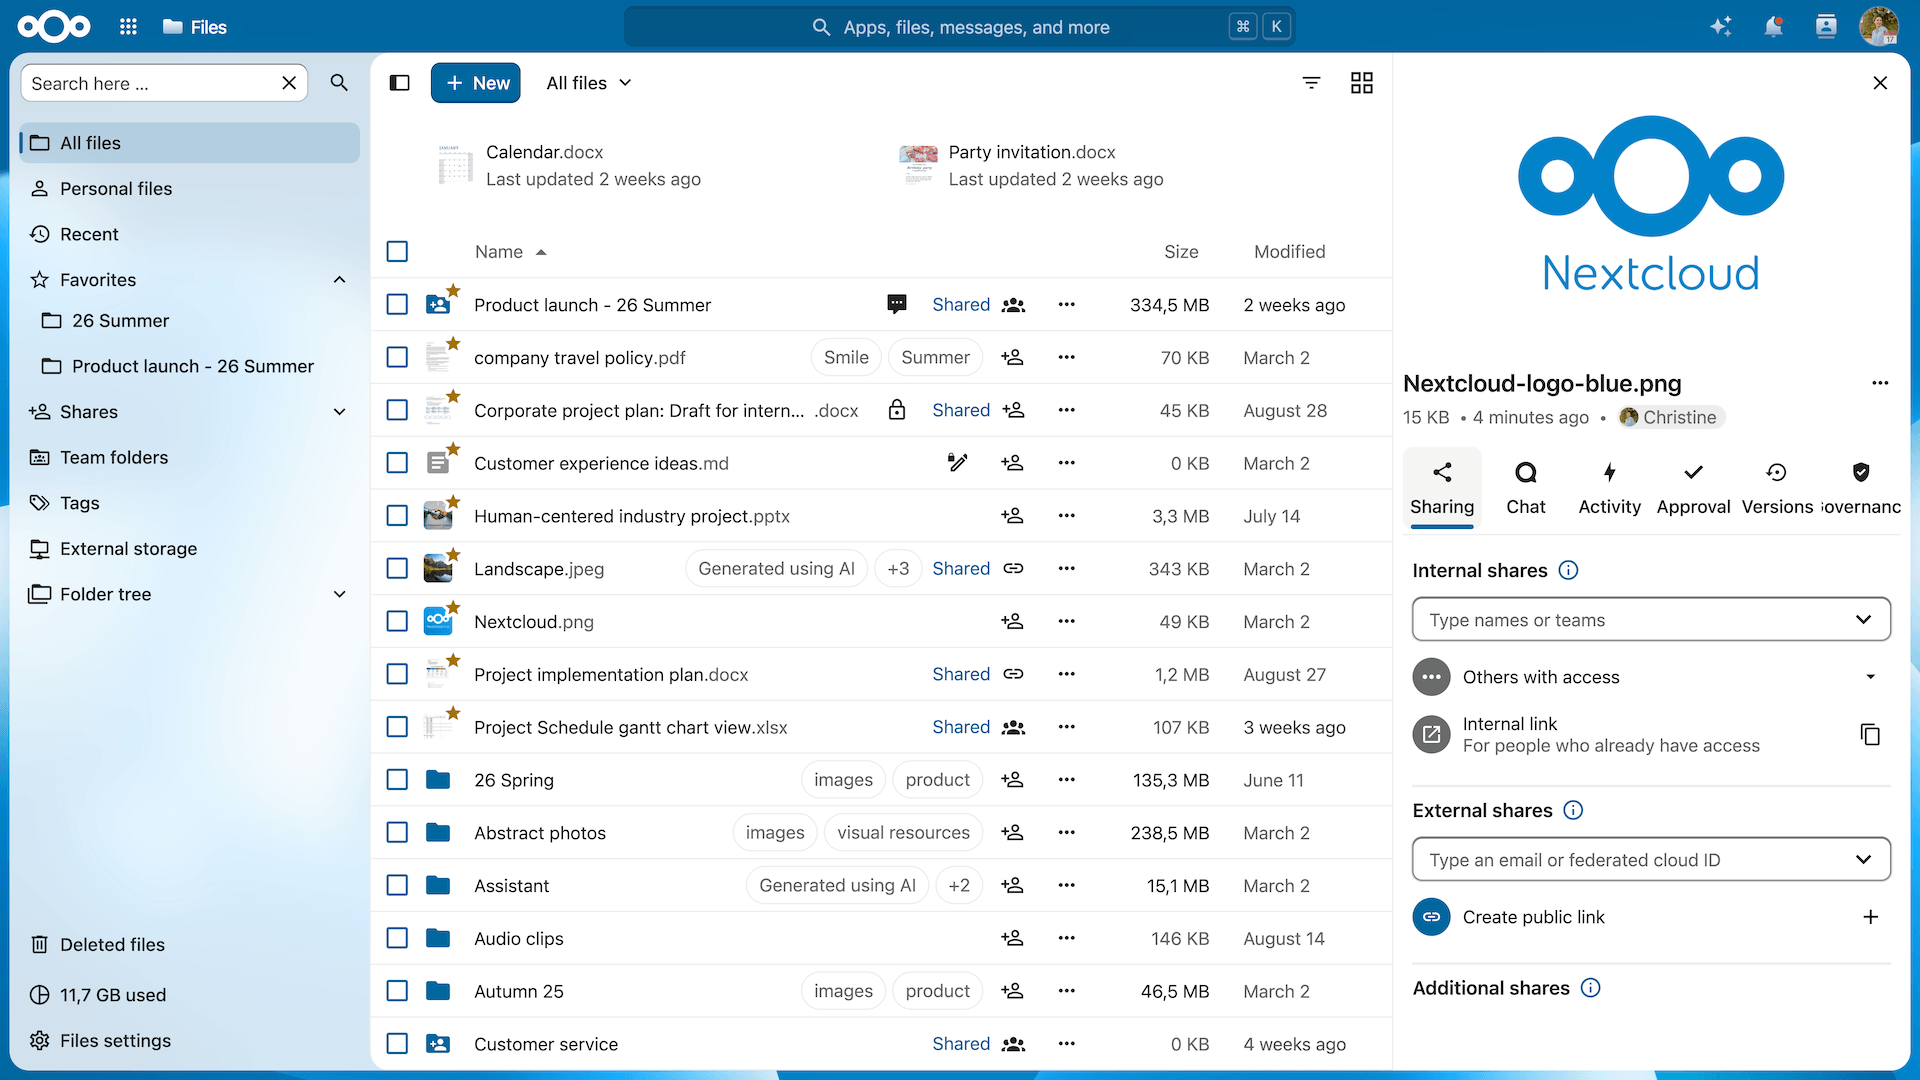 Files
Apps, files, messages, and more
⌘ K
17
Search here ...
All files
Personal files
Recent
Favorites
26 Summer
Product launch - 26 Summer
Shares
Team folders
Tags
External storage
Folder tree
Deleted files
11,7 GB used
Files settings
+ New
All files
JANUARY
Calendar.docx
Last updated 2 weeks ago
Party invitation.docx
Last updated 2 weeks ago
Name Size Modified
Product launch - 26 Summer Shared 334,5 MB 2 weeks ago
company travel policy.pdf Smile Summer 70 KB March 2
Corporate project plan: Draft for intern... .docx Shared 45 KB August 28
Customer experience ideas.md 0 KB March 2
Human-centered industry project.pptx 3,3 MB July 14
Landscape.jpeg Generated using AI +3 Shared 343 KB March 2
Nextcloud.png 49 KB March 2
Project implementation plan.docx Shared 1,2 MB August 27
Project Schedule gantt chart view.xlsx Shared 107 KB 3 weeks ago
26 Spring images product 135,3 MB June 11
Abstract photos images visual resources 238,5 MB March 2
Assistant Generated using AI +2 15,1 MB March 2
Audio clips 146 KB August 14
Autumn 25 images product 46,5 MB March 2
Customer service Shared 0 KB 4 weeks ago
Nextcloud
Nextcloud-logo-blue.png
15 KB • 4 minutes ago • Christine
Sharing Chat Activity Approval Versions overnanc
Internal shares
Type names or teams
Others with access
Internal link
For people who already have access
External shares
Type an email or federated cloud ID
Create public link
Additional shares